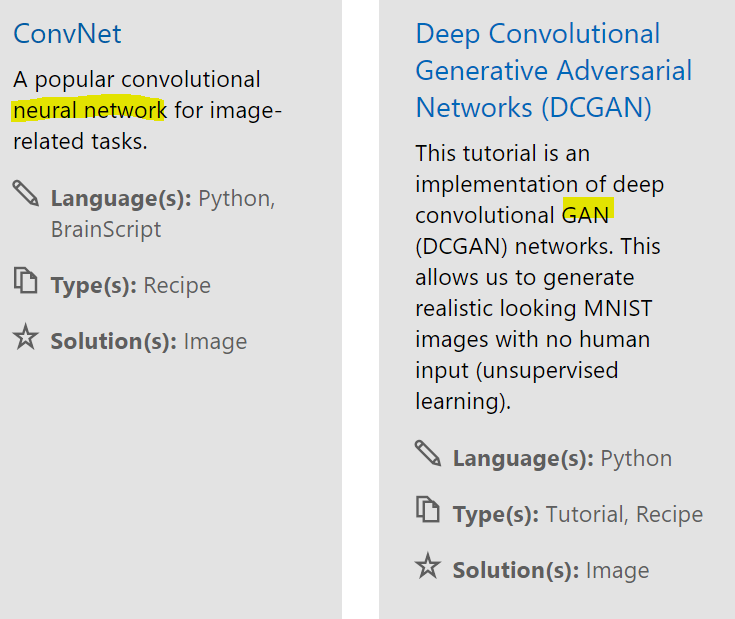 ConvNet
A popular convolutional
neural network for image-
related tasks.
Language(s): Python,
BrainScript
Type(s): Recipe
Solution(s): Image
Deep Convolutional
Generative Adversarial
Networks (DCGAN)
This tutorial is an
implementation of deep
convolutional GAN
(DCGAN) networks. This
allows us to generate
realistic looking MNIST
images with no human
input (unsupervised
learning).
Language(s): Python
Type(s): Tutorial, Recipe
Solution(s): Image